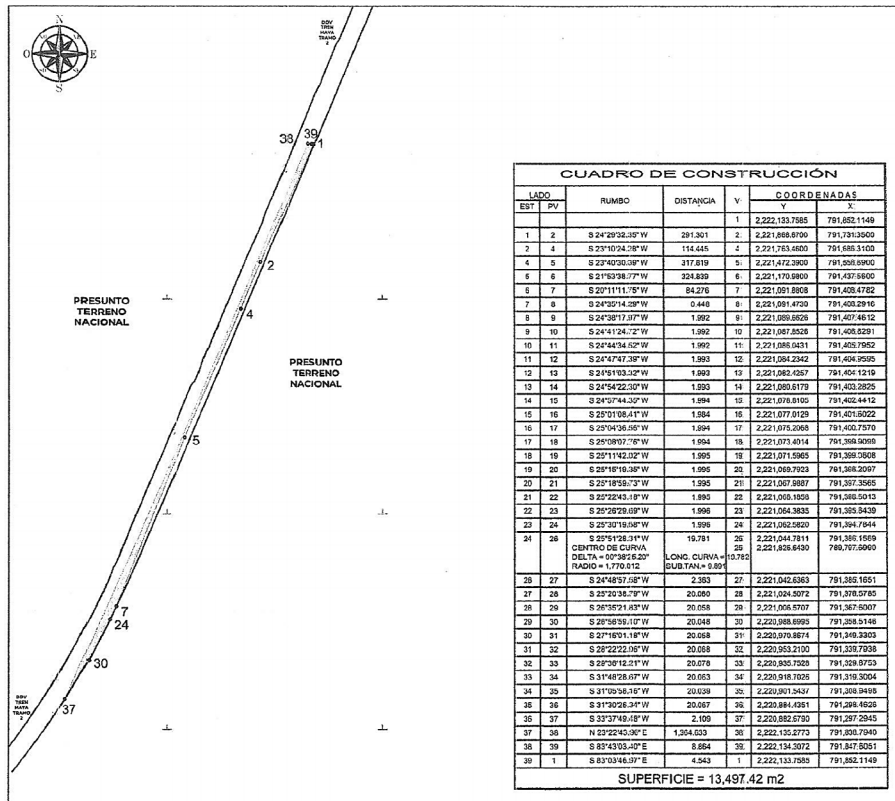 N
O E
S
DDV
TREN
MAYA
TRAMO
2
38 39 1
2
4
PRESUNTO
TERRENO
NACIONAL
PRESUNTO
TERRENO
NACIONAL
5
7
24
30
37
DDV
TREN
MAYA
TRAMO
2
CUADRO DE CONSTRUCCIÓN
LADO RUMBO DISTANCIA V COORDENADAS
EST PV Y X
1 2,222,133.7585 791,852.1149
1 2 S 24°29'32.35" W 291.301 2 2,221,868.6700 791,731.3500
2 4 S 23°10'24.28" W 114.445 4 2,221,763.4600 791,686.3100
4 5 S 23°40'30.39" W 317.819 5 2,221,472.3900 791,558.6900
5 6 S 21°53'38.77" W 324.839 6 2,221,170.9800 791,437.5600
6 7 S 20°11'11.75" W 84.276 7 2,221,091.8808 791,408.4782
7 8 S 24°35'14.29" W 0.448 8 2,221,091.4730 791,408.2916
8 9 S 24°38'17.97" W 1.992 9 2,221,089.6626 791,407.4612
9 10 S 24°41'24.72" W 1.992 10 2,221,087.8526 791,406.6291
10 11 S 24°44'34.52" W 1.992 11 2,221,086.0431 791,405.7952
11 12 S 24°47'47.39" W 1.993 12 2,221,084.2342 791,404.9595
12 13 S 24°51'03.32" W 1.993 13 2,221,082.4257 791,404.1219
13 14 S 24°54'22.30" W 1.993 14 2,221,080.6179 791,403.2825
14 15 S 24°57'44.35" W 1.994 15 2,221,078.8105 791,402.4412
15 16 S 25°01'08.41" W 1.984 16 2,221,077.0129 791,401.6022
16 17 S 25°04'36.55" W 1.994 17 2,221,075.2068 791,400.7570
17 18 S 25°08'07.76" W 1.994 18 2,221,073.4014 791,399.9099
18 19 S 25°11'42.02" W 1.995 19 2,221,071.5965 791,399.0608
19 20 S 25°15'19.35" W 1.995 20 2,221,069.7923 791,398.2097
20 21 S 25°18'59.73" W 1.995 21 2,221,067.9887 791,397.3565
21 22 S 25°22'43.18" W 1.995 22 2,221,066.1858 791,396.5013
22 23 S 25°26'29.69" W 1.996 23 2,221,064.3835 791,395.6439
23 24 S 25°30'19.58" W 1.996 24 2,221,062.5820 791,394.7844
24 26 S 25°51'28.31" W 19.781 26 2,221,044.7811 791,386.1569
CENTRO DE CURVA 25 2,221,826.6430
DELTA = 00°38'25.20" LONG. CURVA = 19.782
RADIO = 1,770.012 SUB.TAN.= 9.891
26 27 S 24°48'57.58" W 2.363 27 2,221,042.6363 791,385.1651
27 28 S 25°20'38.79" W 20.060 28 2,221,024.5072 791,376.5785
28 29 S 26°35'21.83" W 20.058 29 2,221,006.5707 791,367.6007
29 30 S 26°56'59.10" W 20.048 30 2,220,988.6995 791,358.5146
30 31 S 27°16'01.18" W 20.058 31 2,220,970.8674 791,349.3303
31 32 S 28°22'22.06" W 20.068 32 2,220,953.2100 791,339.7938
32 33 S 29°36'12.21" W 20.078 33 2,220,935.7528 791,329.8753
33 34 S 31°48'28.67" W 20.063 34 2,220,918.7026 791,319.3004
34 35 S 31°05'58.16" W 20.039 35 2,220,901.5437 791,308.9498
35 36 S 31°30'26.34" W 20.067 36 2,220,884.4351 791,298.4626
36 37 S 33°37'49.48" W 2.109 37 2,220,882.6790 791,297.2945
37 38 N 23°22'43.96" E 1,364.633 38 2,222,135.2773 791,838.7940
38 39 S 83°43'03.40" E 8.864 39 2,222,134.3072 791,847.6051
39 1 S 83°03'46.97" E 4.543 1 2,222,133.7585 791,852.1149
SUPERFICIE = 13,497.42 m2